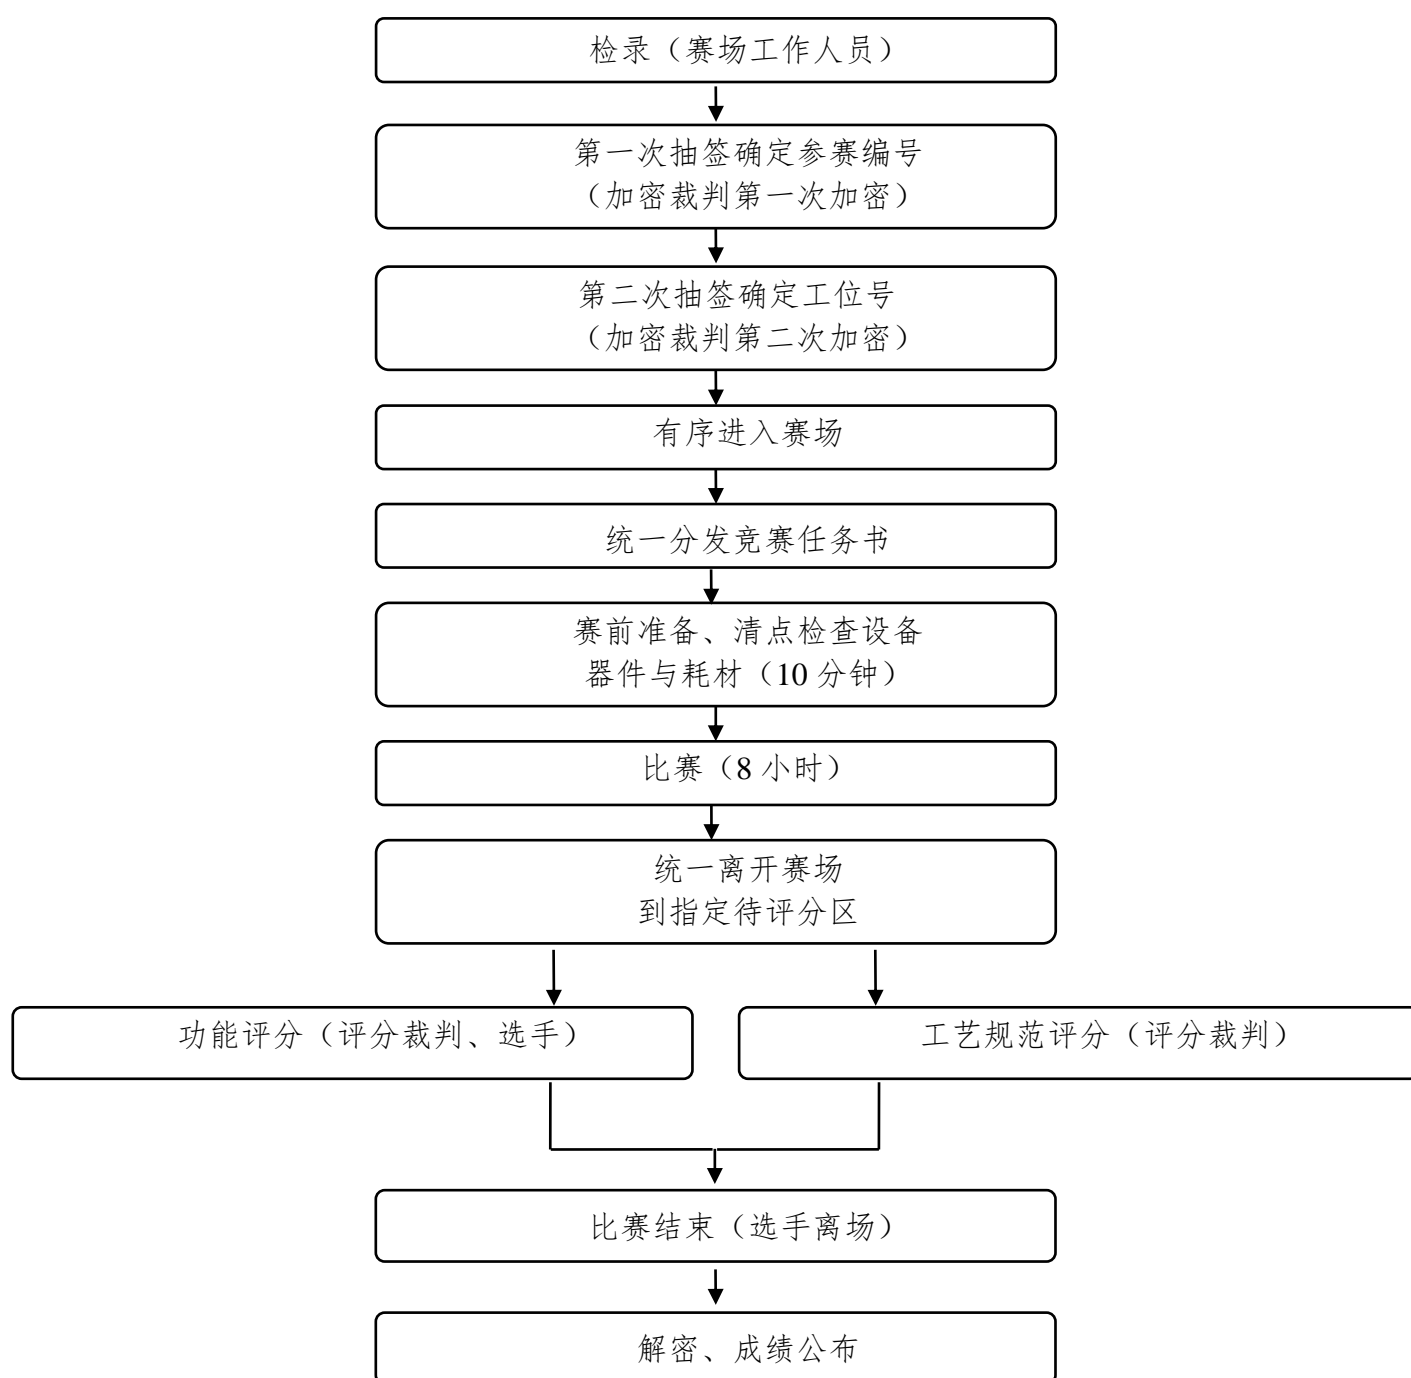 检录（赛场工作人员）
第一次抽签确定参赛编号
（加密裁判第一次加密）
第二次抽签确定工位号
（加密裁判第二次加密）
有序进入赛场
统一分发竞赛任务书
赛前准备、清点检查设备
器件与耗材（10 分钟）
比赛（8 小时）
统一离开赛场
到指定待评分区
功能评分（评分裁判、选手）
工艺规范评分（评分裁判）
比赛结束（选手离场）
解密、成绩公布